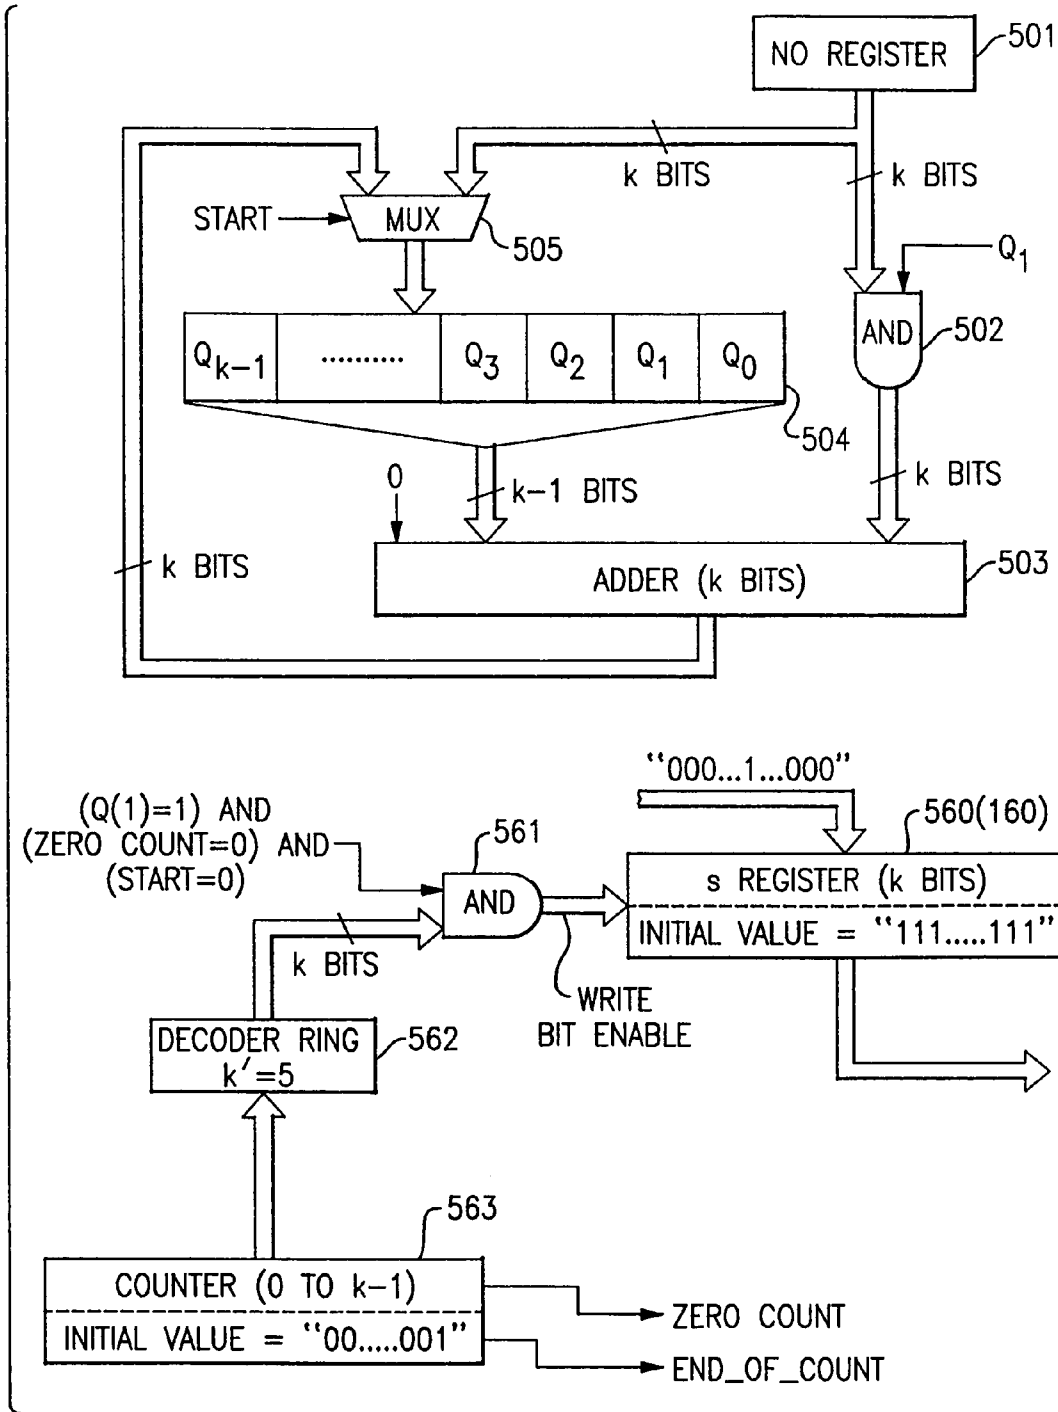 NO REGISTER
501
k BITS
k BITS
START
MUX
505
Q1
AND
502
Qk-1
..........
Q3
Q2
Q1
Q0
504
0
k-1 BITS
k BITS
k BITS
ADDER (k BITS)
503
"000...1...000"
(Q(1)=1) AND
(ZERO COUNT=0) AND
(START=0)
561
560(160)
AND
s REGISTER (k BITS)
INITIAL VALUE = "111.....111"
k BITS
WRITE
BIT ENABLE
DECODER RING
k'=5
562
563
COUNTER (0 TO k-1)
INITIAL VALUE = "00.....001"
ZERO COUNT
END_OF_COUNT